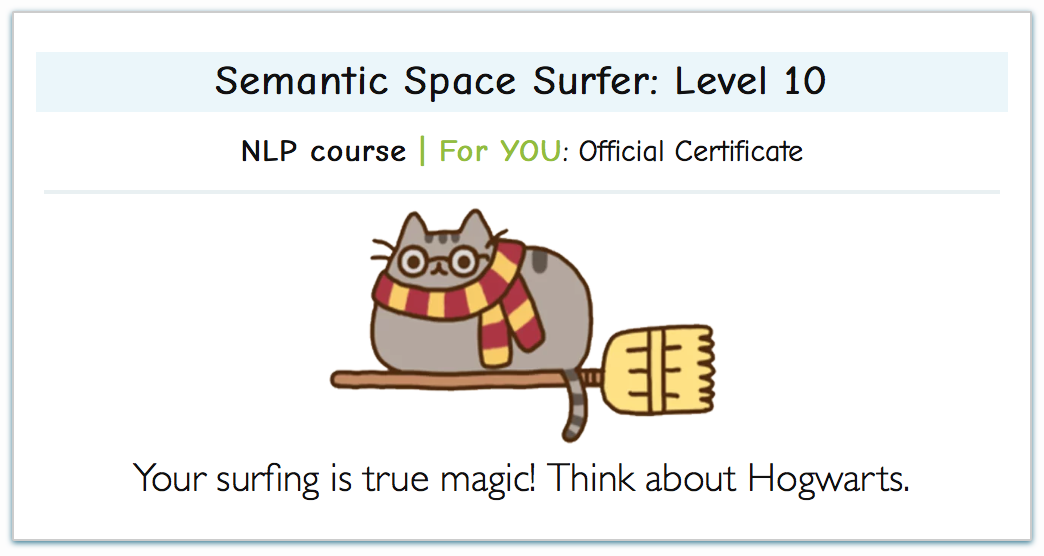 Semantic Space Surfer: Level 10
NLP course | For YOU: Official Certificate
Your surfing is true magic! Think about Hogwarts.